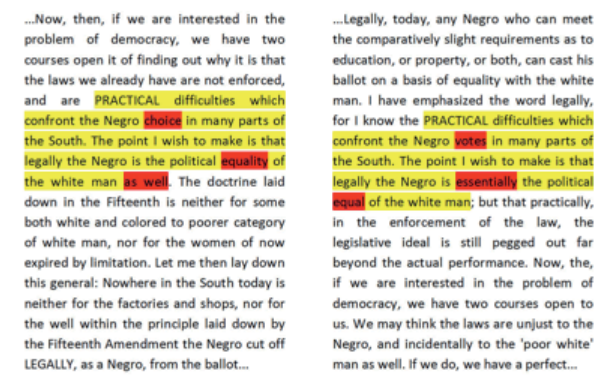 ...Now, then, if we are interested in the
problem of democracy, we have two
courses open it of finding out why it is that
the laws we already have are not enforced,
and are PRACTICAL difficulties which
confront the Negro choice in many parts of
the South. The point I wish to make is that
legally the Negro is the political equality of
the white man as well. The doctrine laid
down in the Fifteenth is neither for some
both white and colored to poorer category
of white man, nor for the women of now
expired by limitation. Let me then lay down
this general: Nowhere in the South today is
neither for the factories and shops, nor for
the well within the principle laid down by
the Fifteenth Amendment the Negro cut off
LEGALLY, as a Negro, from the ballot...
...Legally, today, any Negro who can meet
the comparatively slight requirements as to
education, or property, or both, can cast his
ballot on a basis of equality with the white
man. I have emphasized the word legally,
for I know the PRACTICAL difficulties which
confront the Negro votes in many parts of
the South. The point I wish to make is that
legally the Negro is essentially the political
equal of the white man; but that practically,
in the enforcement of the law, the
legislative ideal is still pegged out far
beyond the actual performance. Now, the,
if we are interested in the problem of
democracy, we have two courses open to
us. We may think the laws are unjust to the
Negro, and incidentally to the 'poor white'
man as well. If we do, we have a perfect...